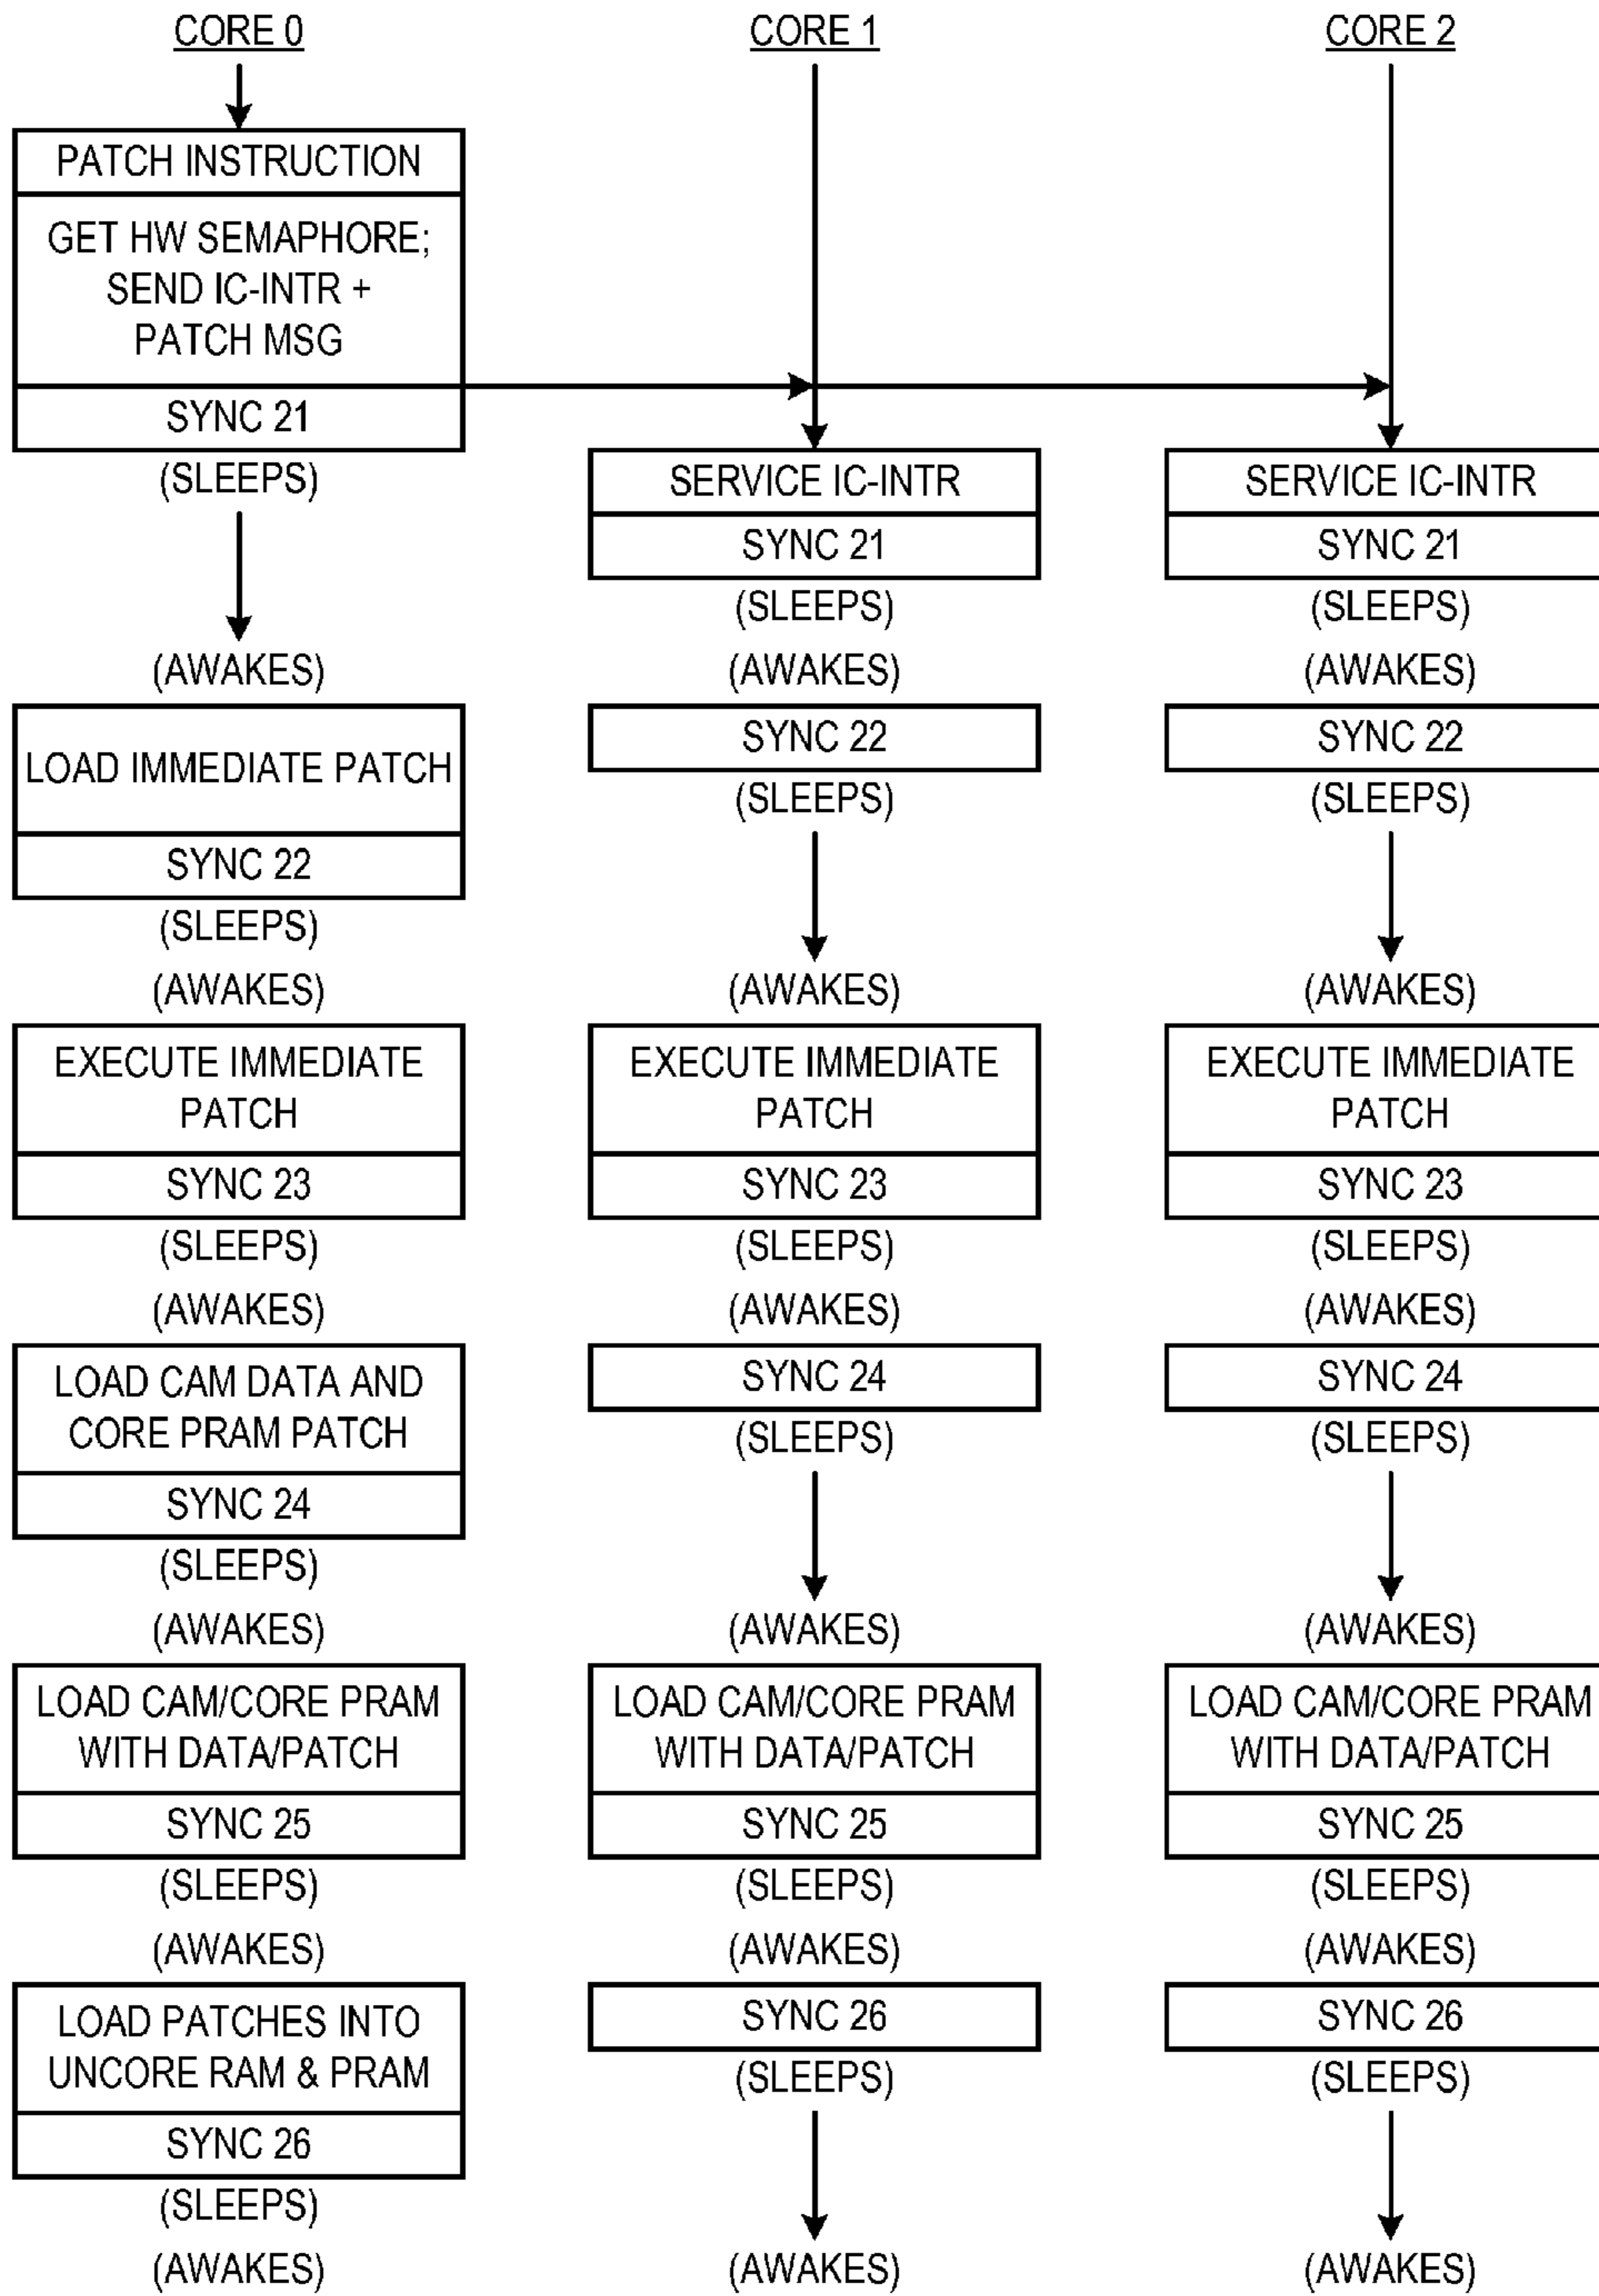 CORE 0
CORE 1
CORE 2
PATCH INSTRUCTION
GET HW SEMAPHORE;
SEND IC-INTR +
PATCH MSG
SYNC 21
(SLEEPS)
SERVICE IC-INTR
SERVICE IC-INTR
SYNC 21
SYNC 21
(SLEEPS)
(SLEEPS)
(AWAKES)
(AWAKES)
(AWAKES)
LOAD IMMEDIATE PATCH
SYNC 22
SYNC 22
SYNC 22
(SLEEPS)
(SLEEPS)
(SLEEPS)
(AWAKES)
(AWAKES)
(AWAKES)
EXECUTE IMMEDIATE
PATCH
EXECUTE IMMEDIATE
PATCH
EXECUTE IMMEDIATE
PATCH
SYNC 23
SYNC 23
SYNC 23
(SLEEPS)
(SLEEPS)
(SLEEPS)
(AWAKES)
(AWAKES)
(AWAKES)
LOAD CAM DATA AND
CORE PRAM PATCH
SYNC 24
SYNC 24
SYNC 24
(SLEEPS)
(SLEEPS)
(SLEEPS)
(AWAKES)
(AWAKES)
(AWAKES)
LOAD CAM/CORE PRAM
WITH DATA/PATCH
LOAD CAM/CORE PRAM
WITH DATA/PATCH
LOAD CAM/CORE PRAM
WITH DATA/PATCH
SYNC 25
SYNC 25
SYNC 25
(SLEEPS)
(SLEEPS)
(SLEEPS)
(AWAKES)
(AWAKES)
(AWAKES)
LOAD PATCHES INTO
UNCORE RAM & PRAM
SYNC 26
SYNC 26
SYNC 26
(SLEEPS)
(SLEEPS)
(SLEEPS)
(AWAKES)
(AWAKES)
(AWAKES)